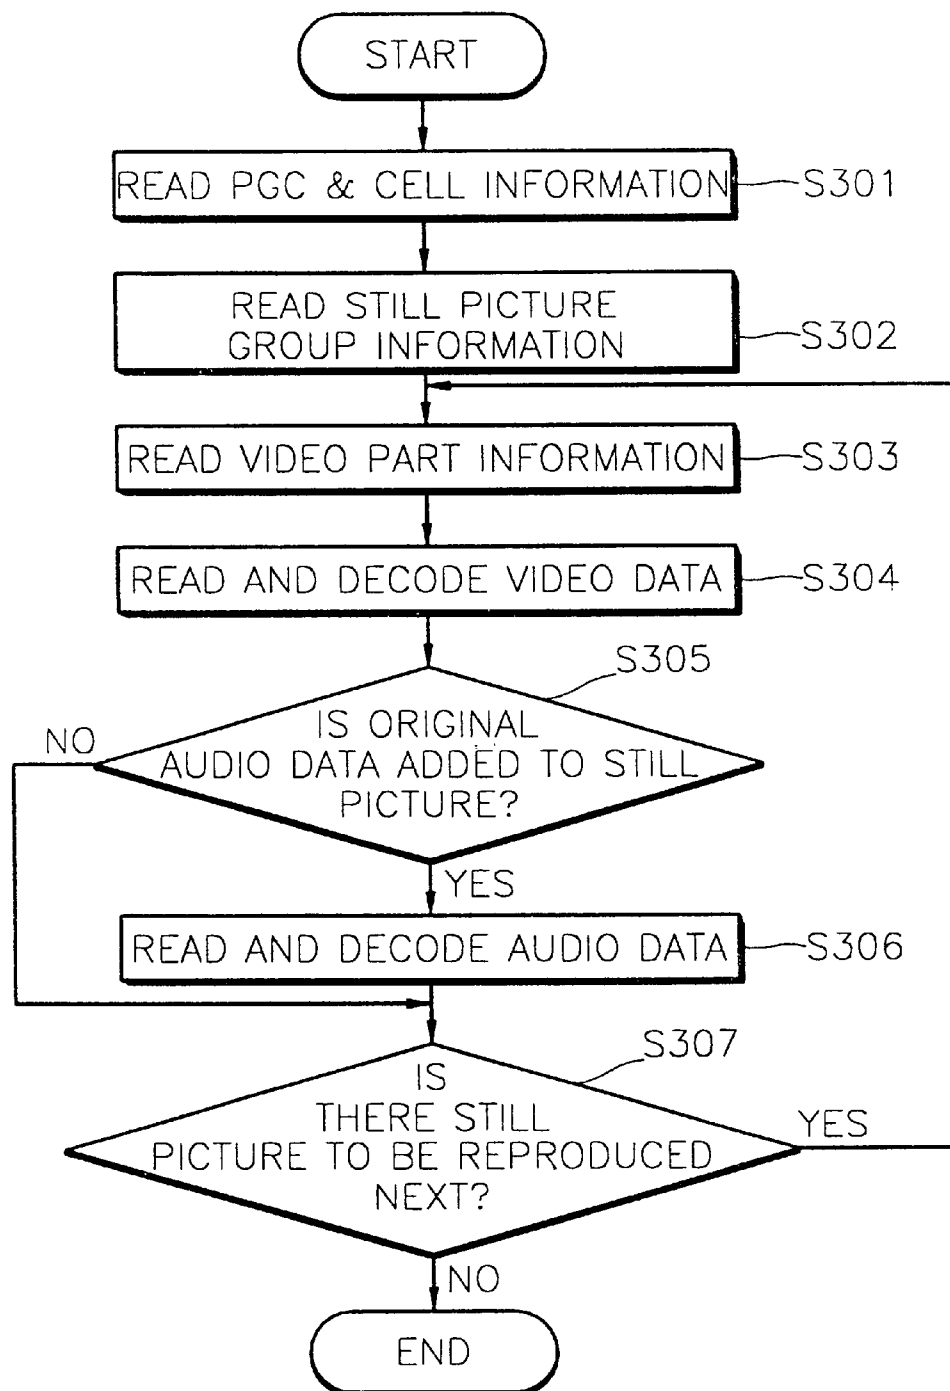 START
READ PGC & CELL INFORMATION
S301
READ STILL PICTURE
GROUP INFORMATION
S302
READ VIDEO PART INFORMATION
S303
READ AND DECODE VIDEO DATA
S304
S305
IS ORIGINAL
AUDIO DATA ADDED TO STILL
PICTURE?
NO
YES
READ AND DECODE AUDIO DATA
S306
S307
IS
THERE STILL
PICTURE TO BE REPRODUCED
NEXT?
YES
NO
END